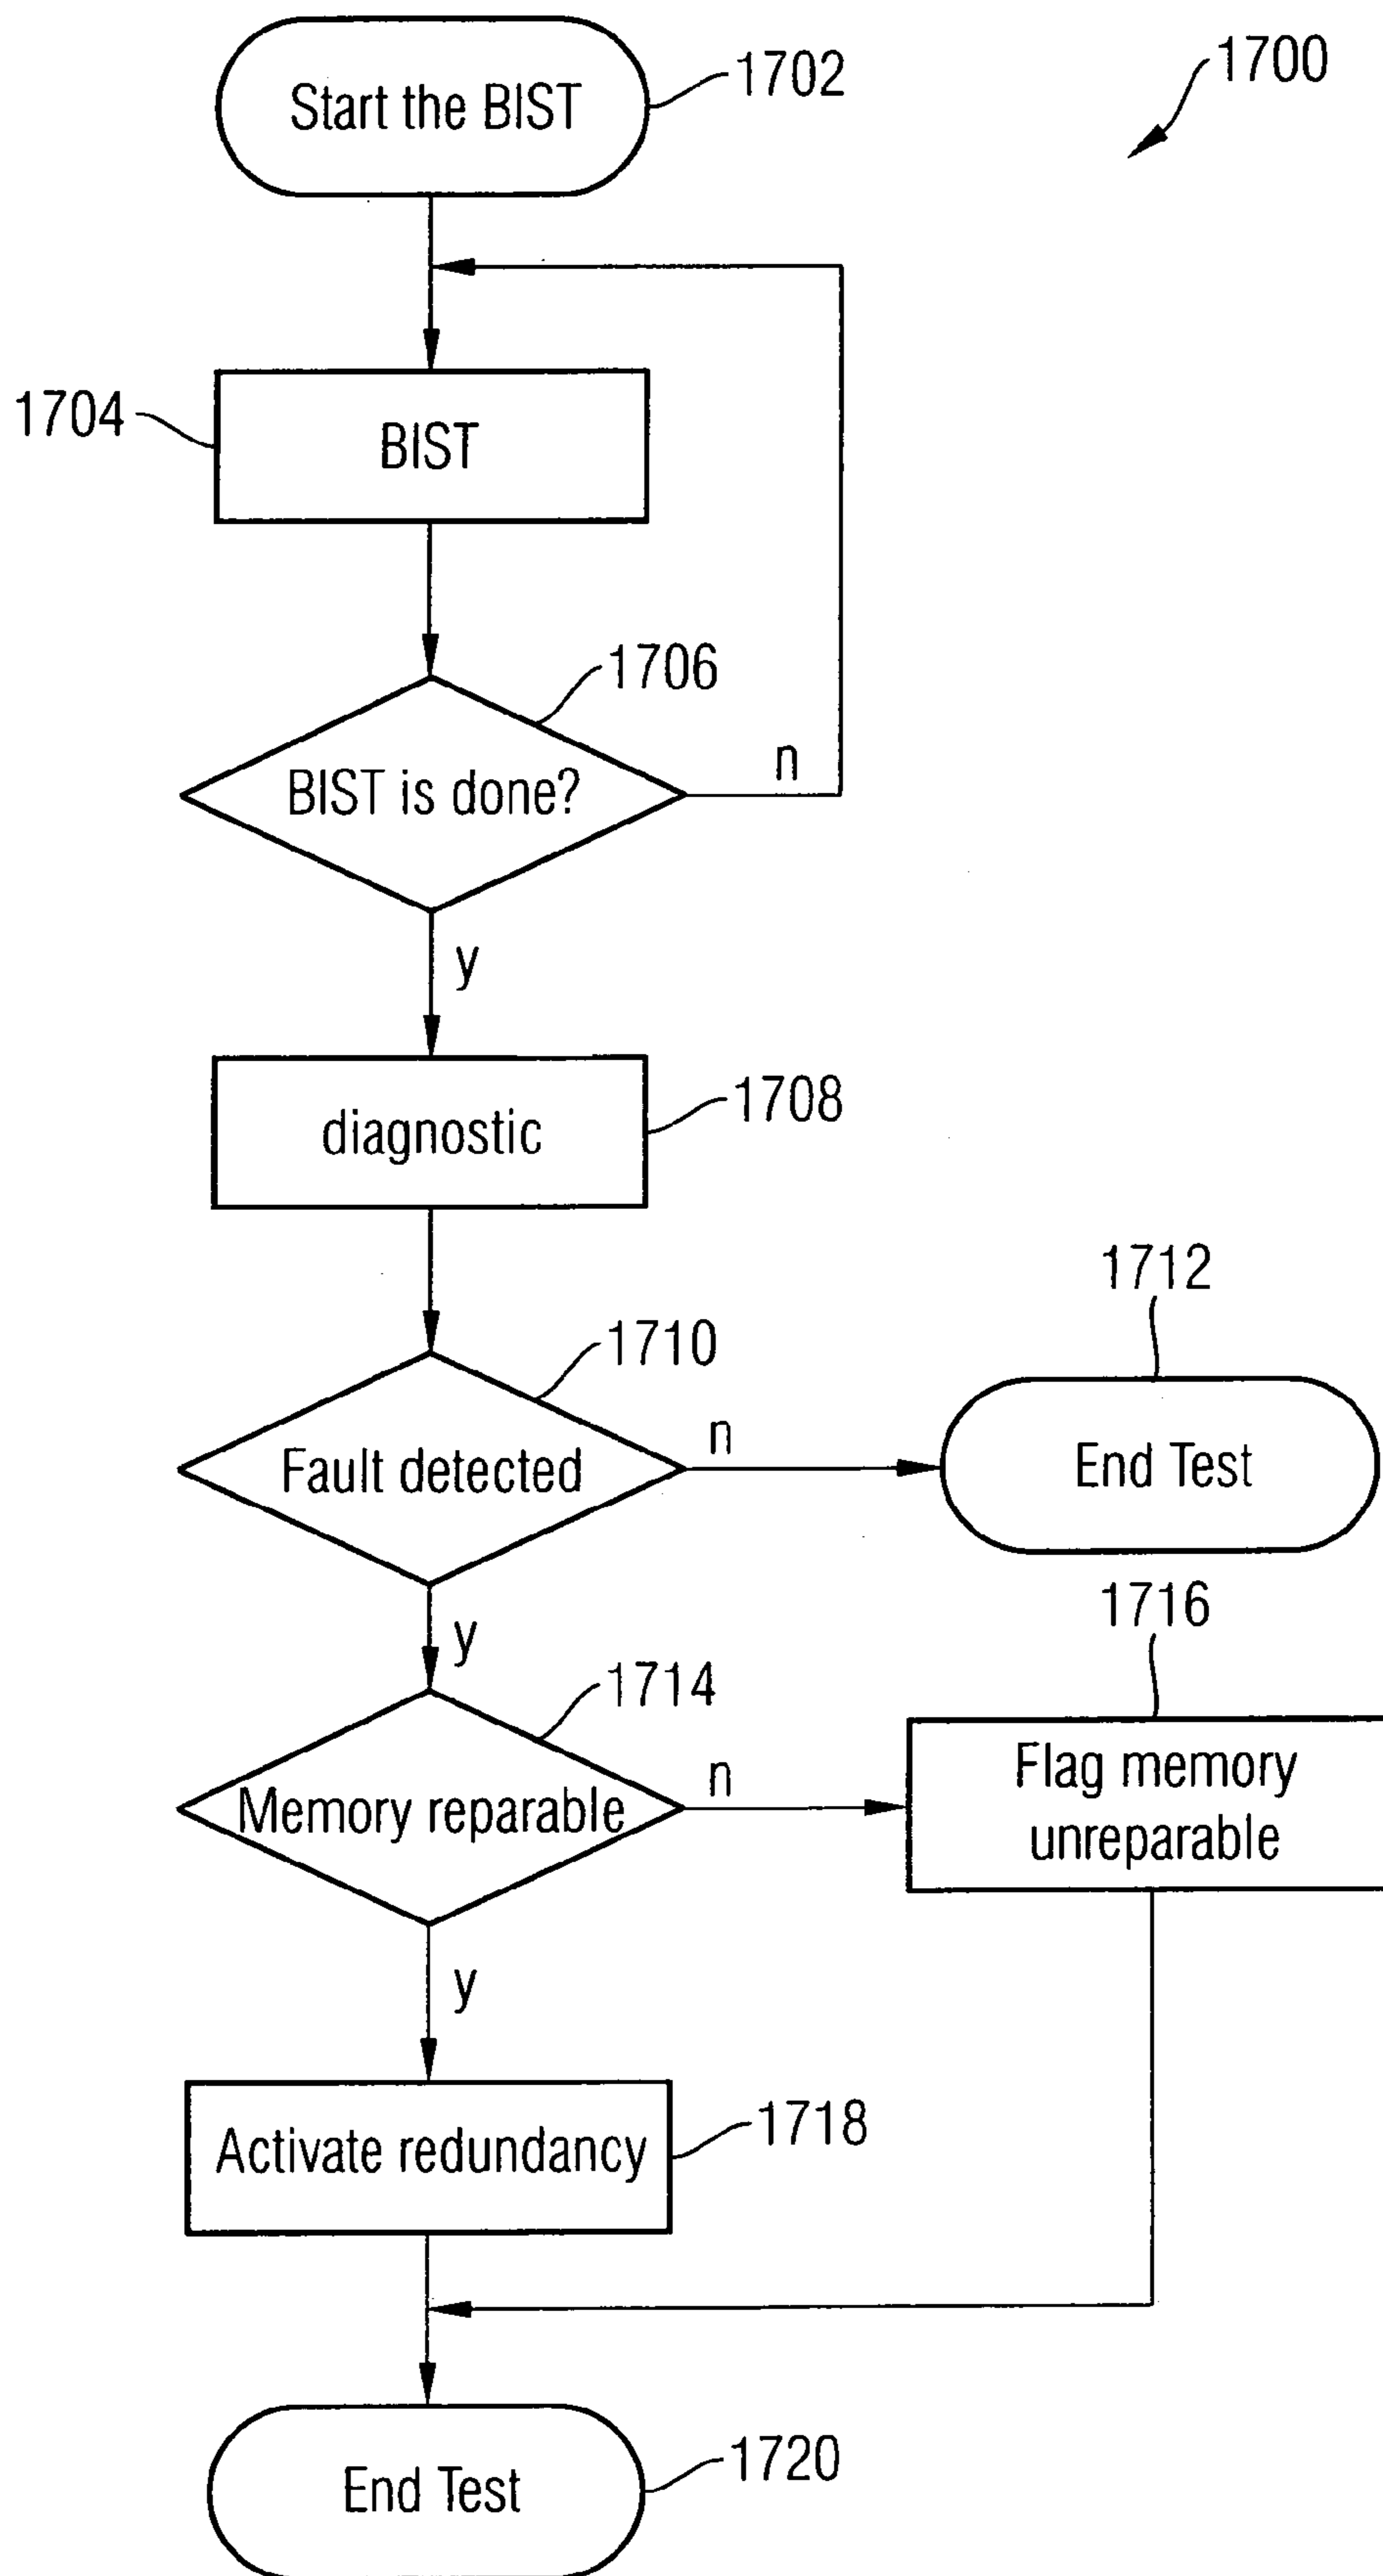 Start the BIST
1702
1700
1704
BIST
1706
BIST is done?
n
y
diagnostic
1708
1710
Fault detected
n
1712
End Test
y
1714
Memory reparable
n
1716
Flag memory
unreparable
y
Activate redundancy
1718
End Test
1720